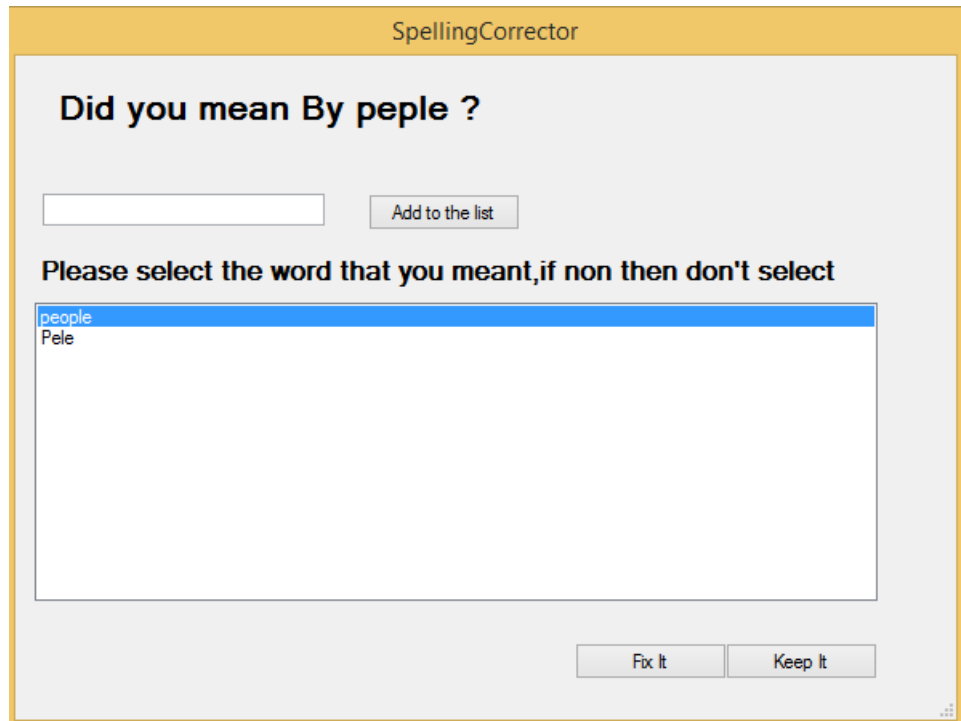 SpellingCorrector
Did you mean By peple ?
Add to the list
Please select the word that you meant,if non then don't select
people
Pele
Fix It
Keep It